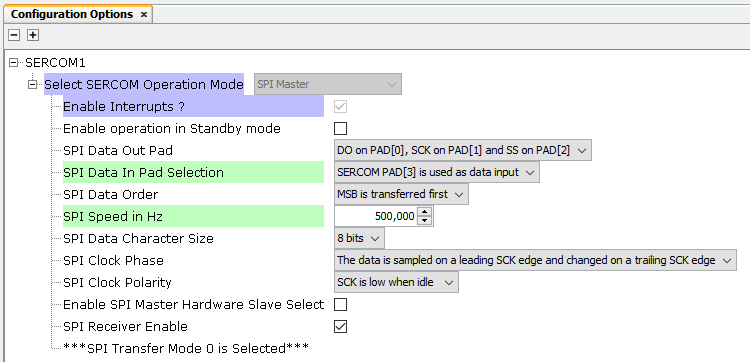 Configuration Options ×
SERCOM1
Select SERCOM Operation Mode SPI Master
Enable Interrupts ?
Enable operation in Standby mode
SPI Data Out Pad DO on PAD[0], SCK on PAD[1] and SS on PAD[2]
SPI Data In Pad Selection SERCOM PAD[3] is used as data input
SPI Data Order MSB is transferred first
SPI Speed in Hz 500,000
SPI Data Character Size 8 bits
SPI Clock Phase The data is sampled on a leading SCK edge and changed on a trailing SCK edge
SPI Clock Polarity SCK is low when idle
Enable SPI Master Hardware Slave Select
SPI Receiver Enable
***SPI Transfer Mode 0 is Selected***